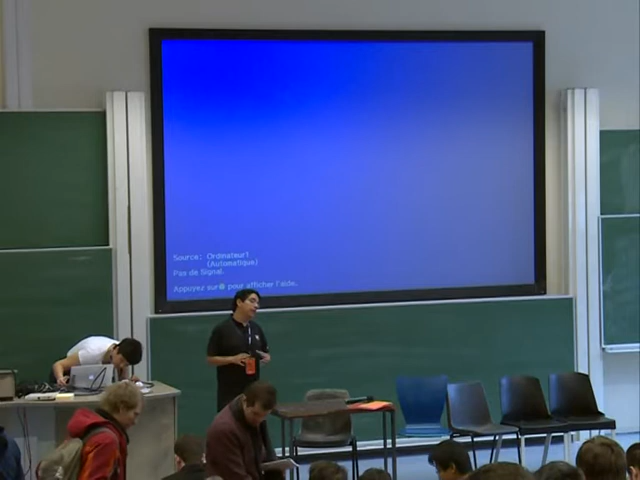 Source: Ordinateur1
(Automatique)
Pas de Signal.
Appuyez sur pour afficher l'aide.